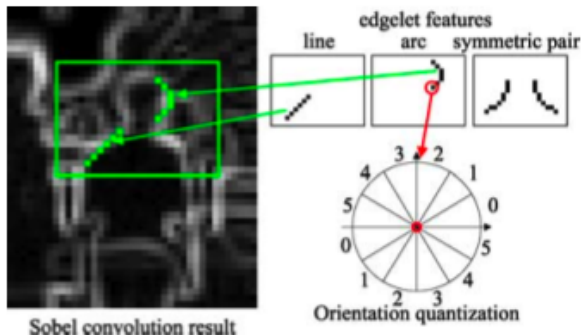 edgelet features
line arc symmetric pair
3 2
4 1
5 0
0 5
1 4
2 3
Orientation quantization
Sobel convolution result